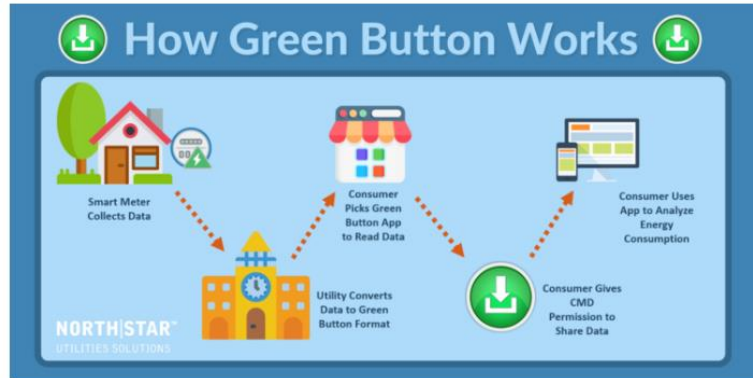 How Green Button Works
Smart Meter
Collects Data
Utility Converts
Data to Green
Button Format
Consumer
Picks Green
Button App
to Read Data
Consumer Gives
CMD
Permission to
Share Data
Consumer Uses
App to Analyze
Energy
Consumption
NORTH|STAR™
UTILITIES SOLUTIONS